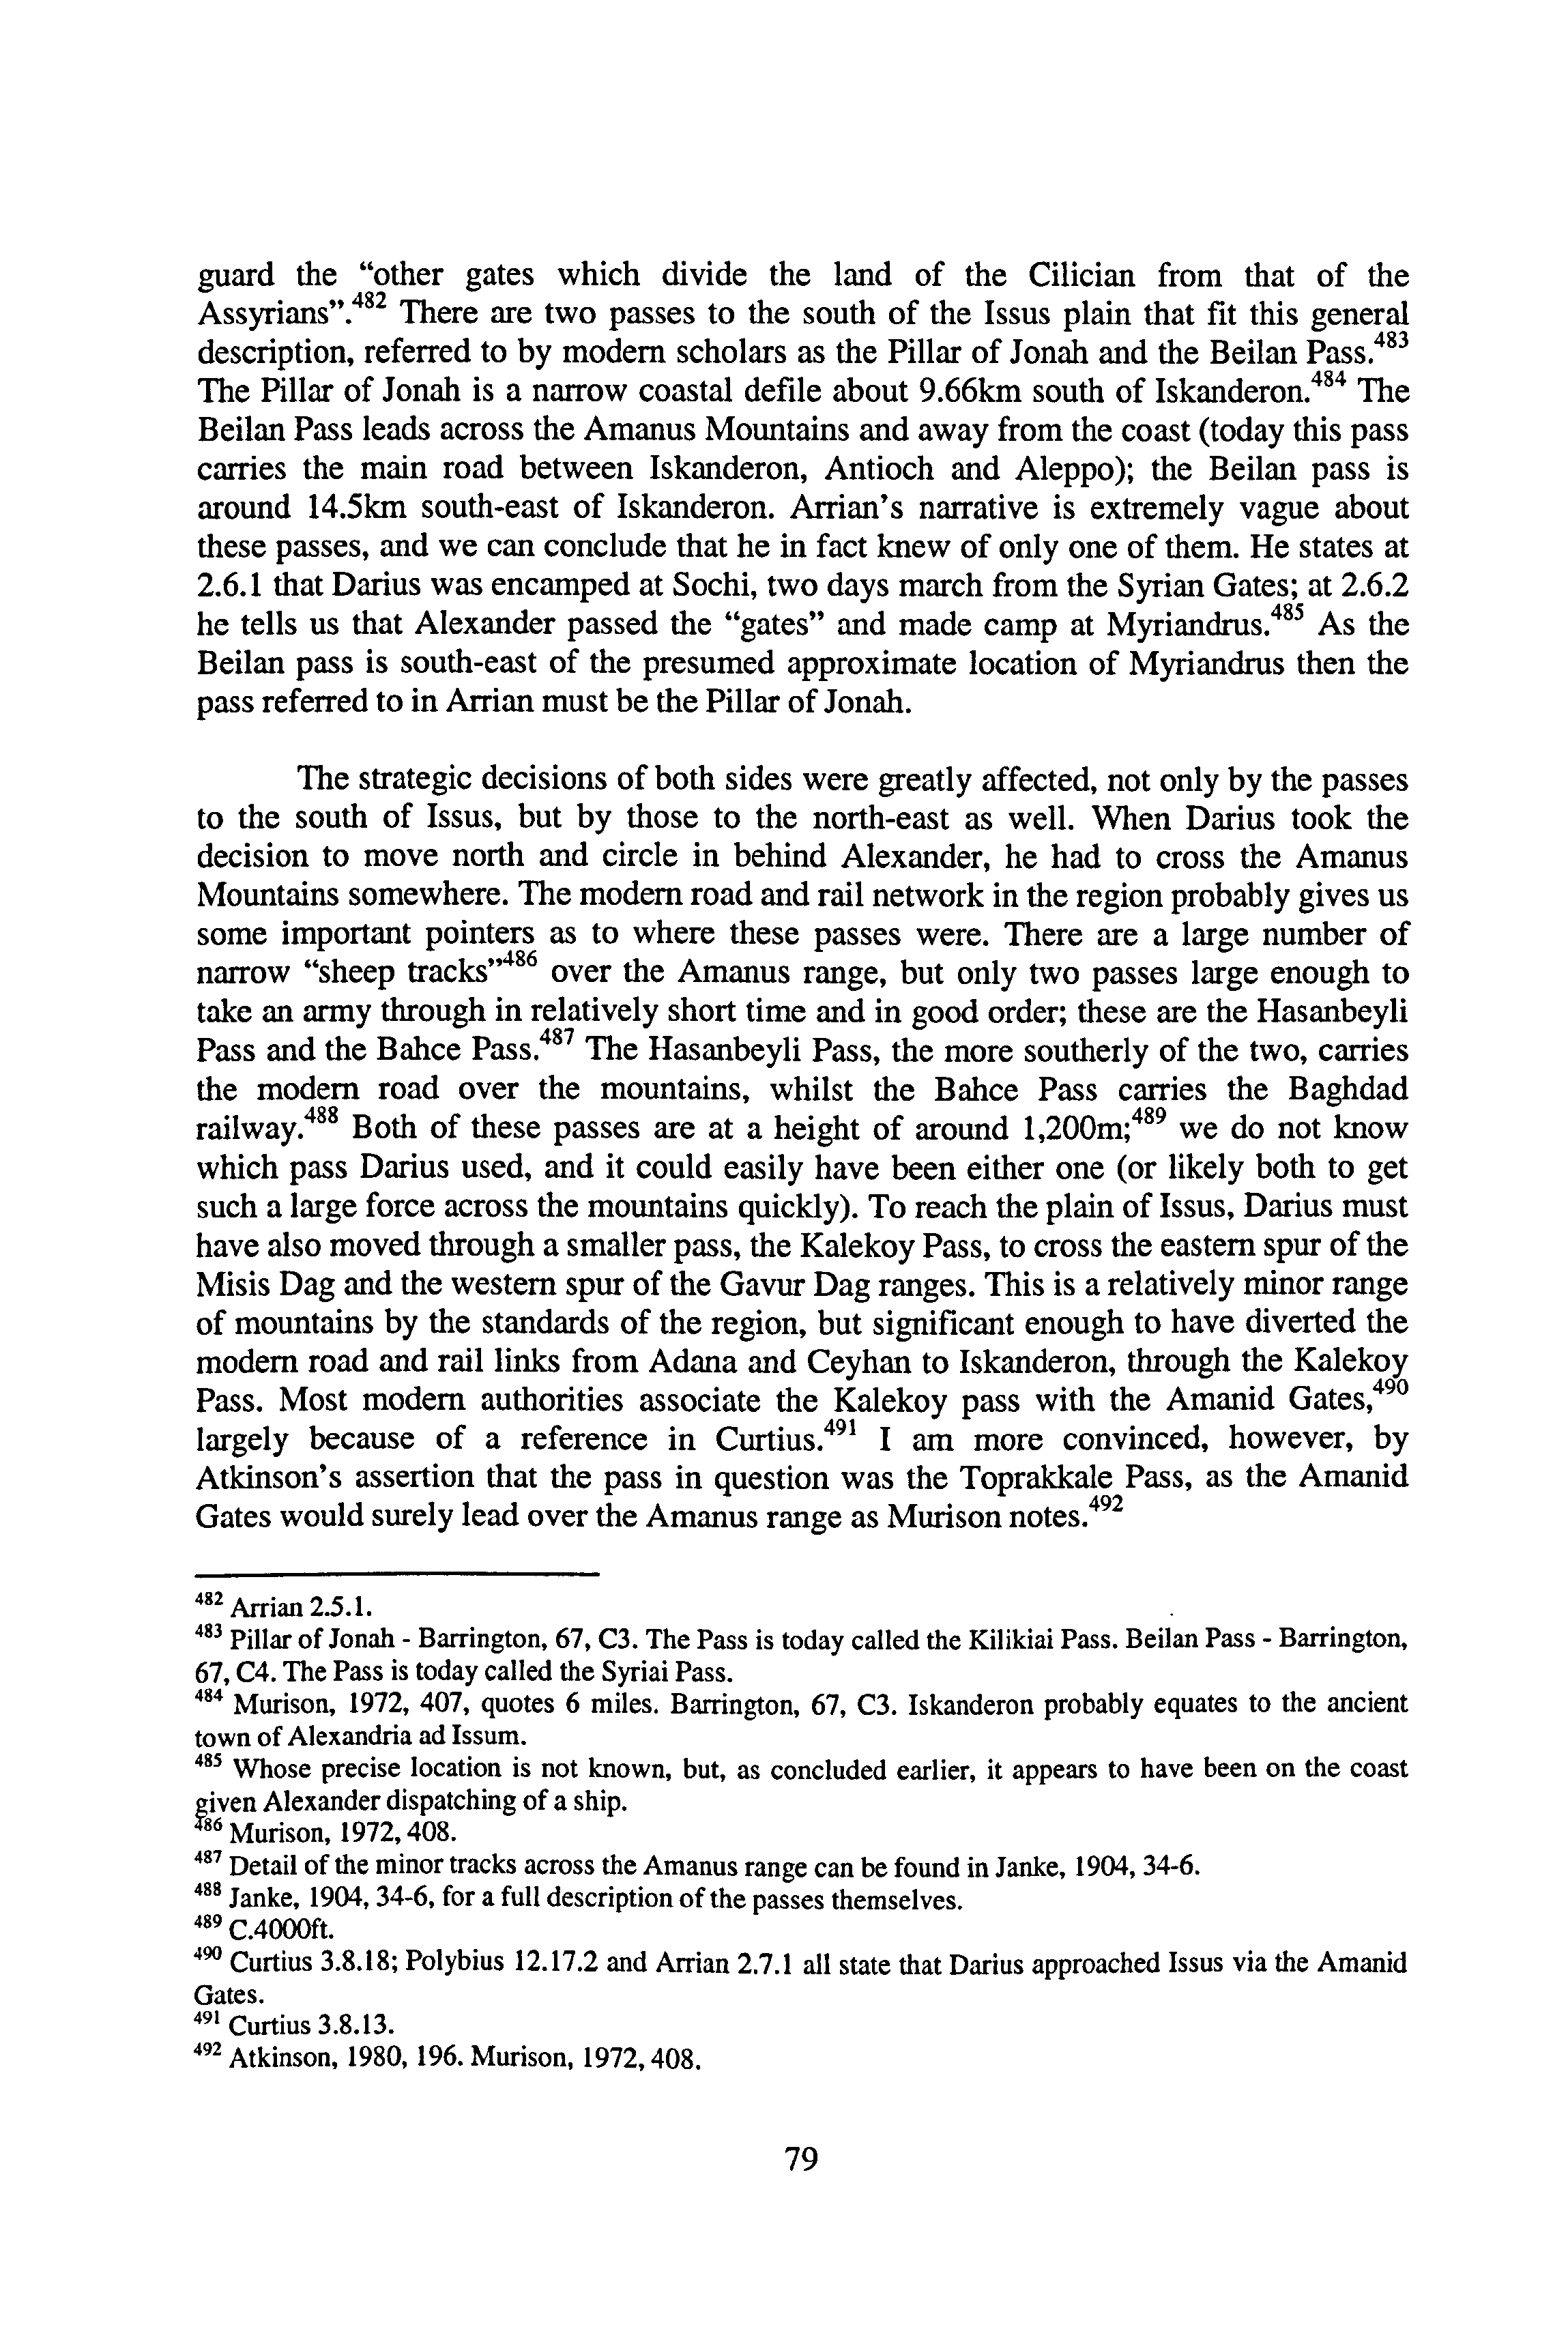 guard the “other gates which divide the land of the Cilician from that of the
Assyrians”.482 There are two passes to the south of the Issus plain that fit this general
description, referred to by modern scholars as the Pillar of Jonah and the Beilan Pass.483
The Pillar of Jonah is a narrow coastal defile about 9.66km south of Iskanderon.484 The
Beilan Pass leads across the Amanus Mountains and away from the coast (today this pass
carries the main road between Iskanderon, Antioch and Aleppo); the Beilan pass is
around 14.5km south-east of Iskanderon. Arrian’s narrative is extremely vague about
these passes, and we can conclude that he in fact knew of only one of them. He states at
2.6.1 that Darius was encamped at Sochi, two days march from the Syrian Gates; at 2.6.2
he tells us that Alexander passed the “gates” and made camp at Myriandrus.485 As the
Beilan pass is south-east of the presumed approximate location of Myriandrus then the
pass referred to in Arrian must be the Pillar of Jonah.
The strategic decisions of both sides were greatly affected, not only by the passes
to the south of Issus, but by those to the north-east as well. When Darius took the
decision to move north and circle in behind Alexander, he had to cross the Amanus
Mountains somewhere. The modern road and rail network in the region probably gives us
some important pointers as to where these passes were. There are a large number of
narrow “sheep tracks”486 over the Amanus range, but only two passes large enough to
take an army through in relatively short time and in good order; these are the Hasanbeyli
Pass and the Bahce Pass.487 The Hasanbeyli Pass, the more southerly of the two, carries
the modern road over the mountains, whilst the Bahce Pass carries the Baghdad
railway.488 Both of these passes are at a height of around 1,200m;489 we do not know
which pass Darius used, and it could easily have been either one (or likely both to get
such a large force across the mountains quickly). To reach the plain of Issus, Darius must
have also moved through a smaller pass, the Kalekoy Pass, to cross the eastern spur of the
Misis Dag and the western spur of the Gavur Dag ranges. This is a relatively minor range
of mountains by the standards of the region, but significant enough to have diverted the
modern road and rail links from Adana and Ceyhan to Iskanderon, through the Kalekoy
Pass. Most modern authorities associate the Kalekoy pass with the Amanid Gates,490
largely because of a reference in Curtius.491 I am more convinced, however, by
Atkinson’s assertion that the pass in question was the Toprakkale Pass, as the Amanid
Gates would surely lead over the Amanus range as Murison notes.492
482 Arrian 2.5.1.
483 Pillar of Jonah - Barrington, 67, C3. The Pass is today called the Kilikiai Pass. Beilan Pass - Barrington,
67, C4. The Pass is today called the Syriai Pass.
484 Murison, 1972, 407, quotes 6 miles. Barrington, 67, C3. Iskanderon probably equates to the ancient
town of Alexandria ad Issum.
485 Whose precise location is not known, but, as concluded earlier, it appears to have been on the coast
given Alexander dispatching of a ship.
486 Murison, 1972, 408.
487 Detail of the minor tracks across the Amanus range can be found in Janke, 1904, 34-6.
488 Janke, 1904, 34-6, for a full description of the passes themselves.
489 C.4000ft.
490 Curtius 3.8.18; Polybius 12.17.2 and Arrian 2.7.1 all state that Darius approached Issus via the Amanid
Gates.
491 Curtius 3.8.13.
492 Atkinson, 1980, 196. Murison, 1972, 408.
79